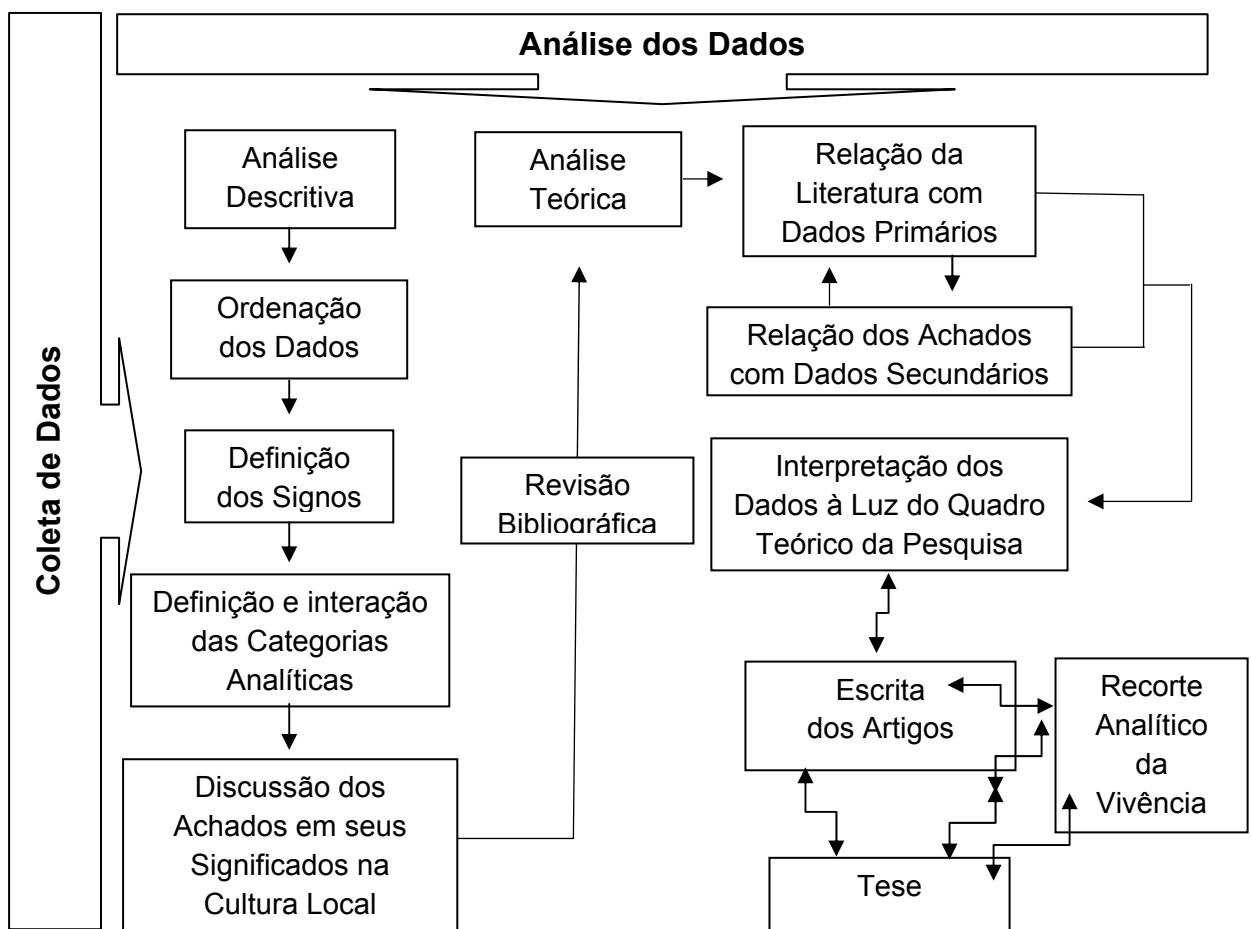 Análise dos Dados
Coleta de Dados
Análise
Descritiva
Ordenação
dos Dados
Definição
dos Signos
Definição e interação
das Categorias
Analíticas
Discussão dos
Achados em seus
Significados na
Cultura Local
Revisão
Bibliográfica
Análise
Teórica
Relação da
Literatura com
Dados Primários
Relação dos Achados
com Dados Secundários
Interpretação dos
Dados à Luz do Quadro
Teórico da Pesquisa
Escrita
dos Artigos
Recorte
Analítico
da
Vivência
Tese